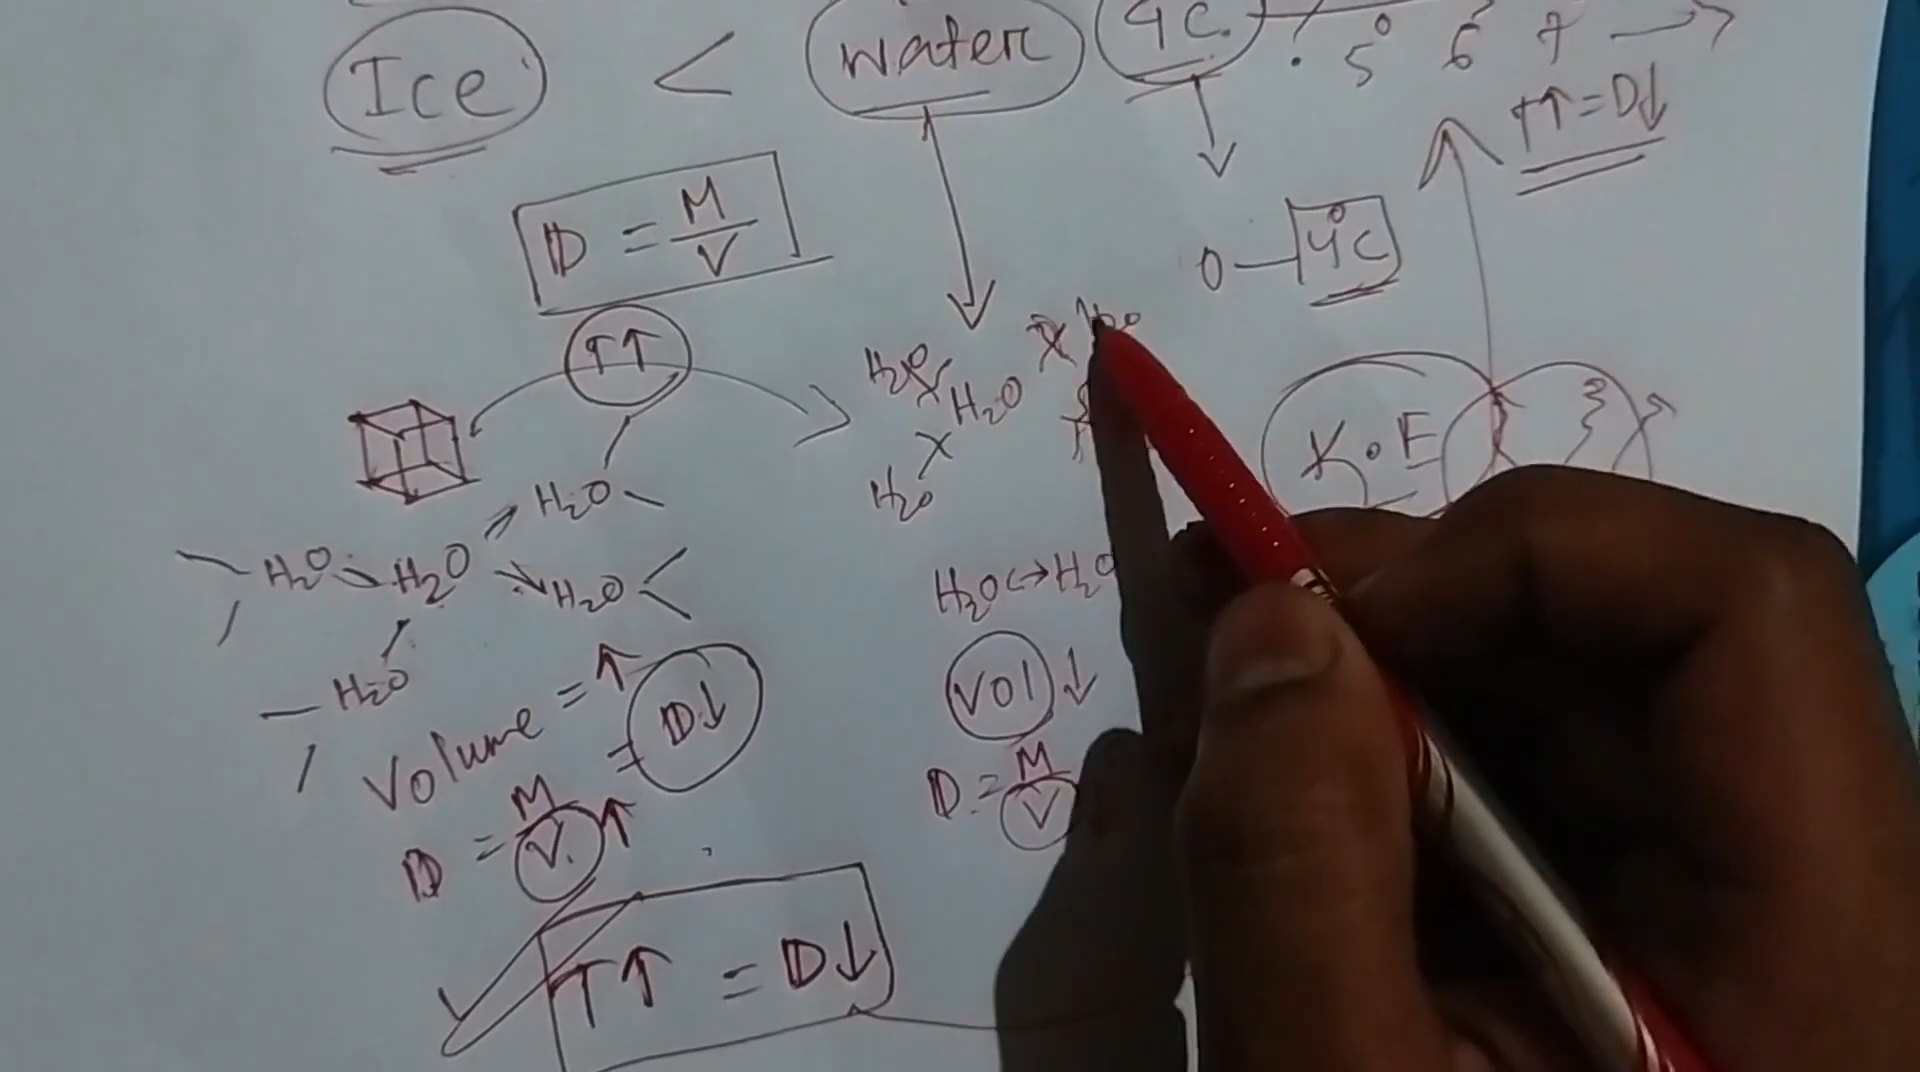 Ice < water 4c.
5° 6° 7
T↑ = D↓
D = M/V
0 — 4°C
T↑
H₂O
H₂O
H₂O
H₂O
K.E
H₂O
H₂O H₂O H₂O
H₂O
H₂O ↔ H₂O
Volume = ↑
= D↓
Vol ↓
D = M/V ↑
D = M/V
T↑ = D↓